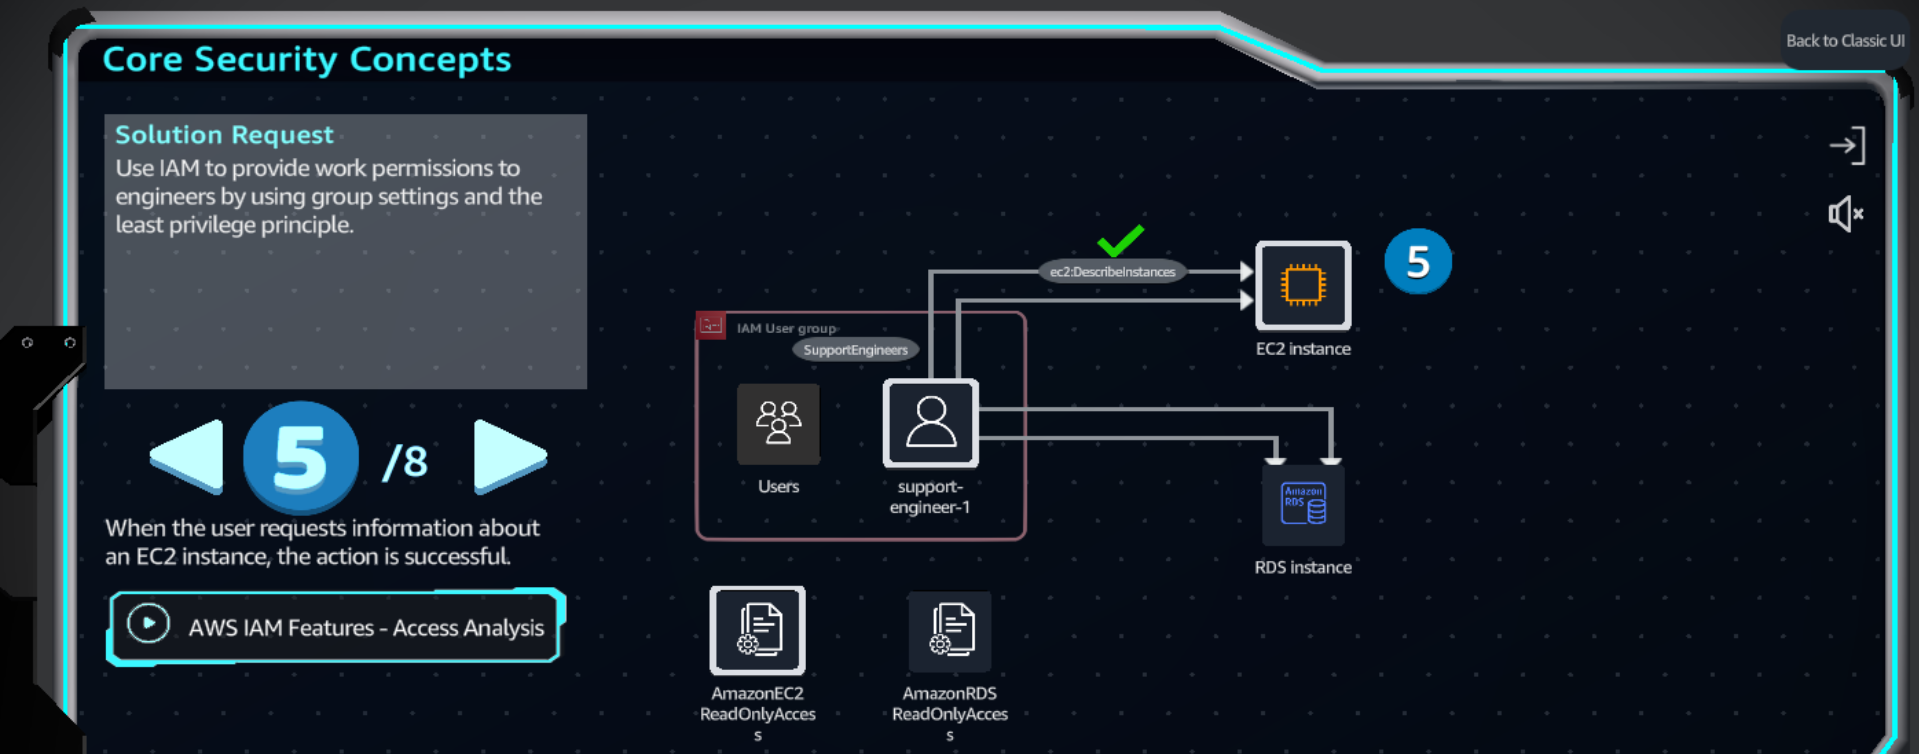 Back to Classic UI
Core Security Concepts
Solution Request
Use IAM to provide work permissions to
engineers by using group settings and the
least privilege principle.
5
/8
When the user requests information about
an EC2 instance, the action is successful.
AWS IAM Features - Access Analysis
ec2:DescribeInstances
5
EC2 instance
IAM User group
SupportEngineers
Users
support-
engineer-1
Amazon
RDS
RDS instance
AmazonEC2
ReadOnlyAcces
s
AmazonRDS
ReadOnlyAcces
s